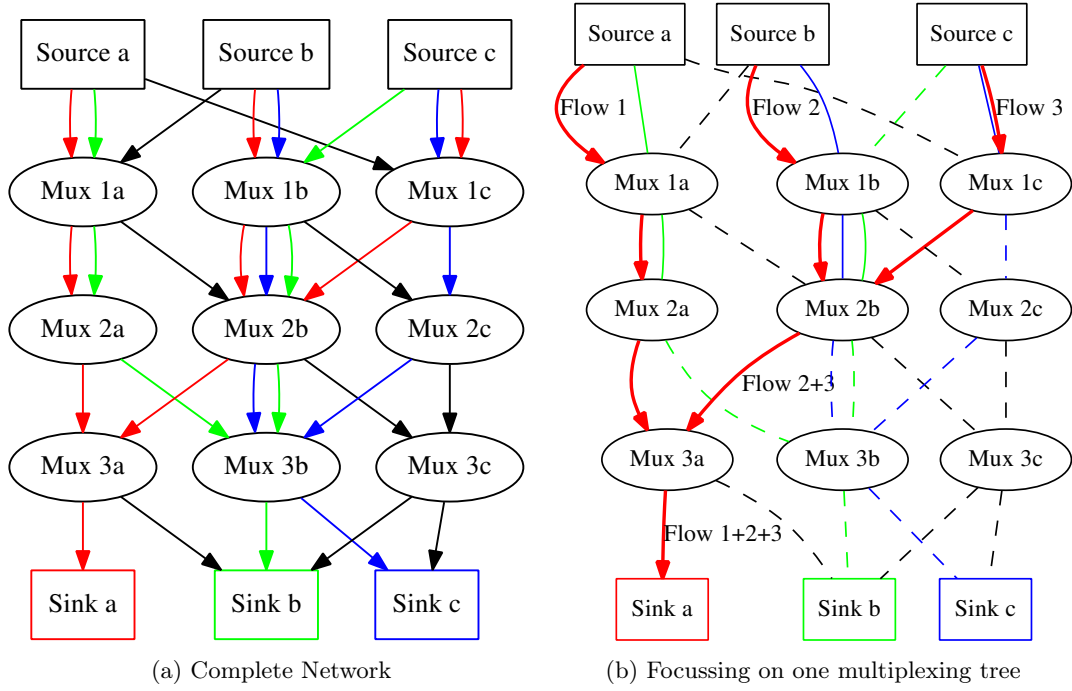 Source a Source b Source c
Mux 1a Mux 1b Mux 1c
Mux 2a Mux 2b Mux 2c
Mux 3a Mux 3b Mux 3c
Sink a Sink b Sink c
(a) Complete Network
Source a Source b Source c
Flow 1 Flow 2 Flow 3
Mux 1a Mux 1b Mux 1c
Mux 2a Mux 2b Mux 2c
Flow 2+3
Mux 3a Mux 3b Mux 3c
Flow 1+2+3
Sink a Sink b Sink c
(b) Focussing on one multiplexing tree